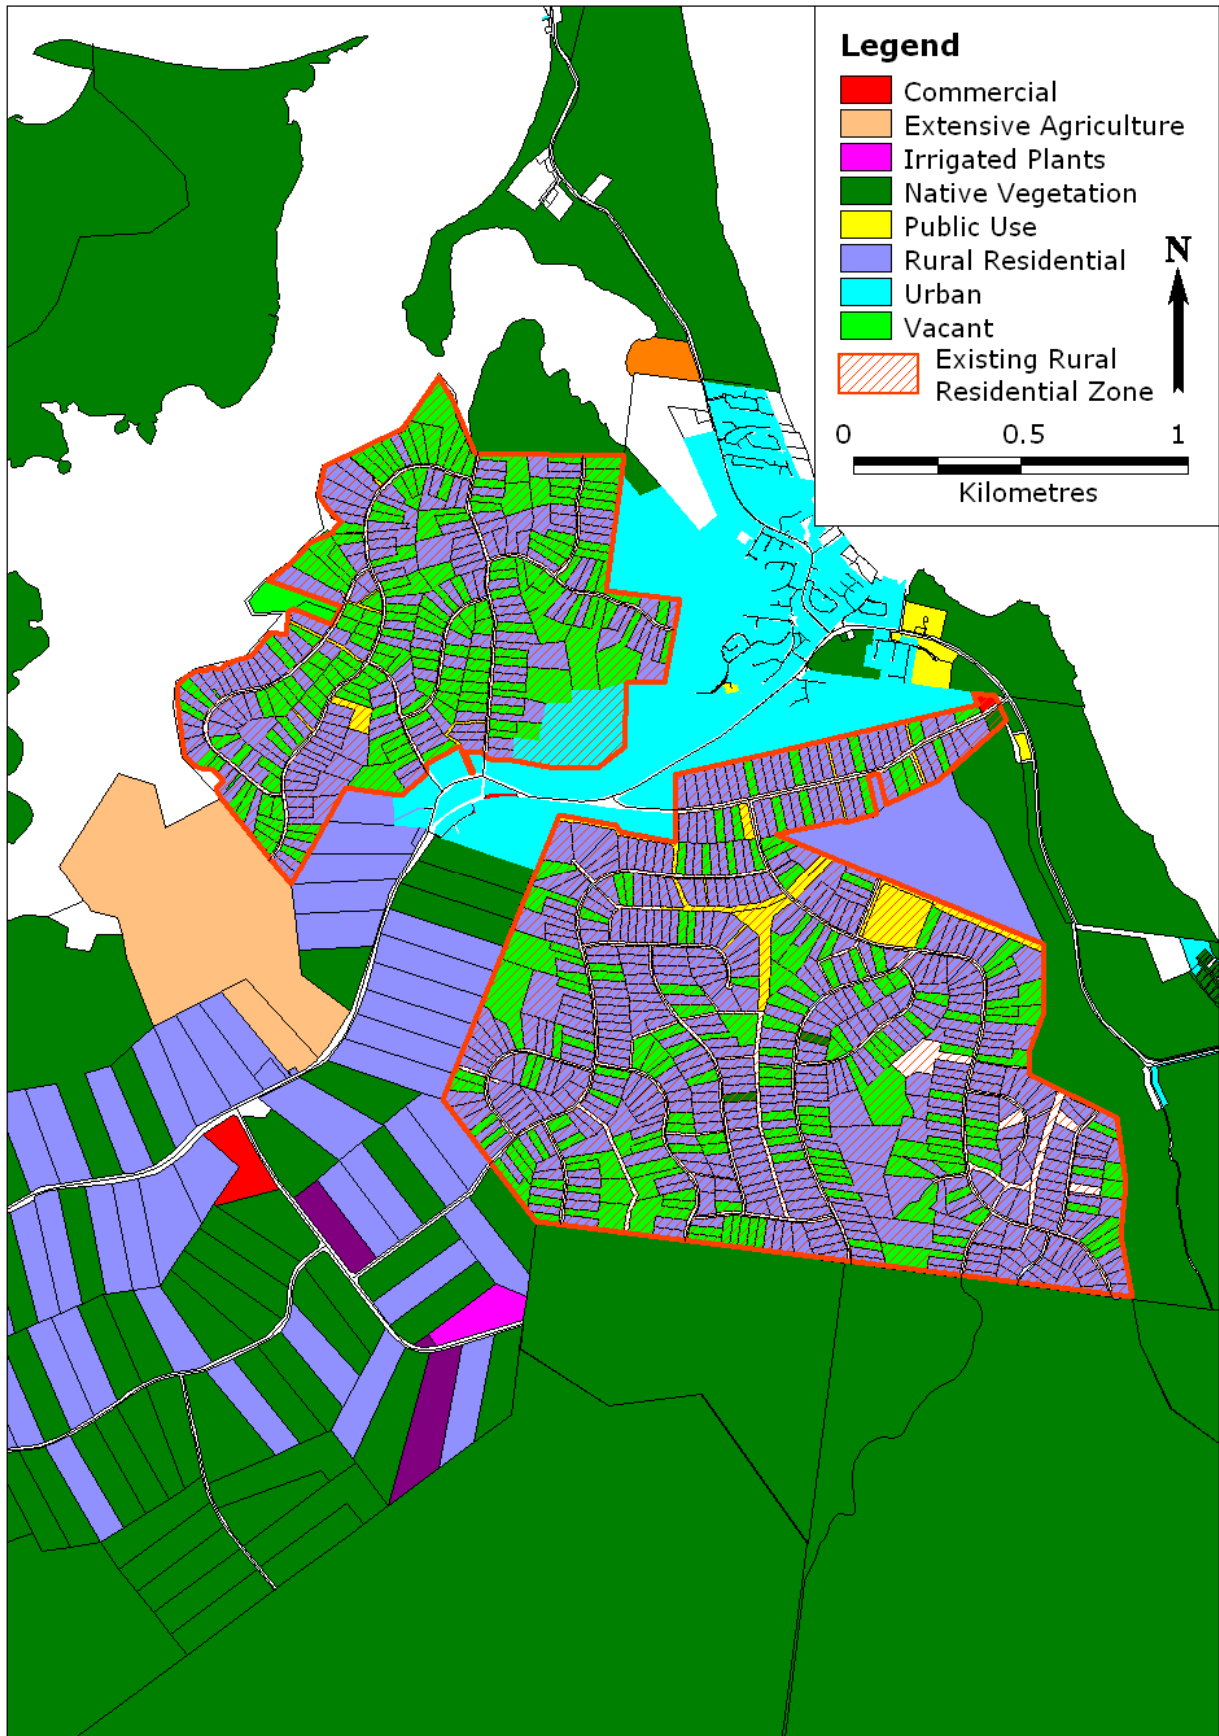 Legend
Commercial
Extensive Agriculture
Irrigated Plants
Native Vegetation
Public Use
Rural Residential
N
Urban
Vacant
Existing Rural
Residential Zone
0 0.5 1
Kilometres